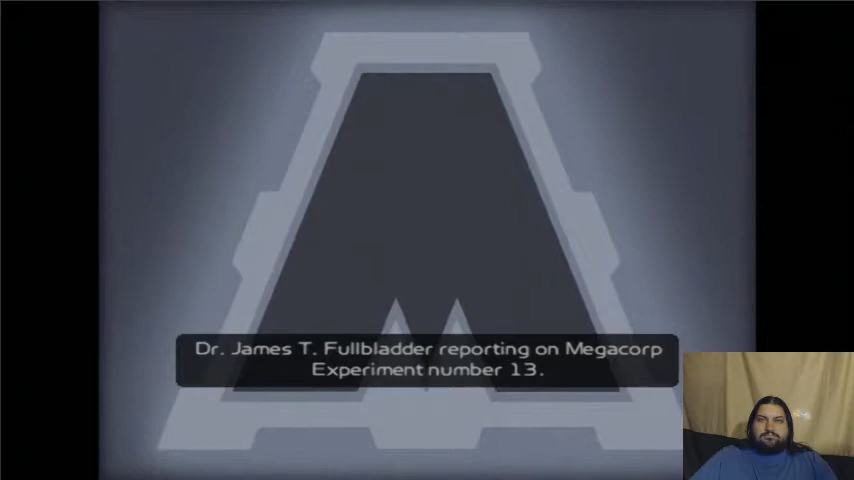 Dr. James T. Fullbladder reporting on Megacorp
Experiment number 13.